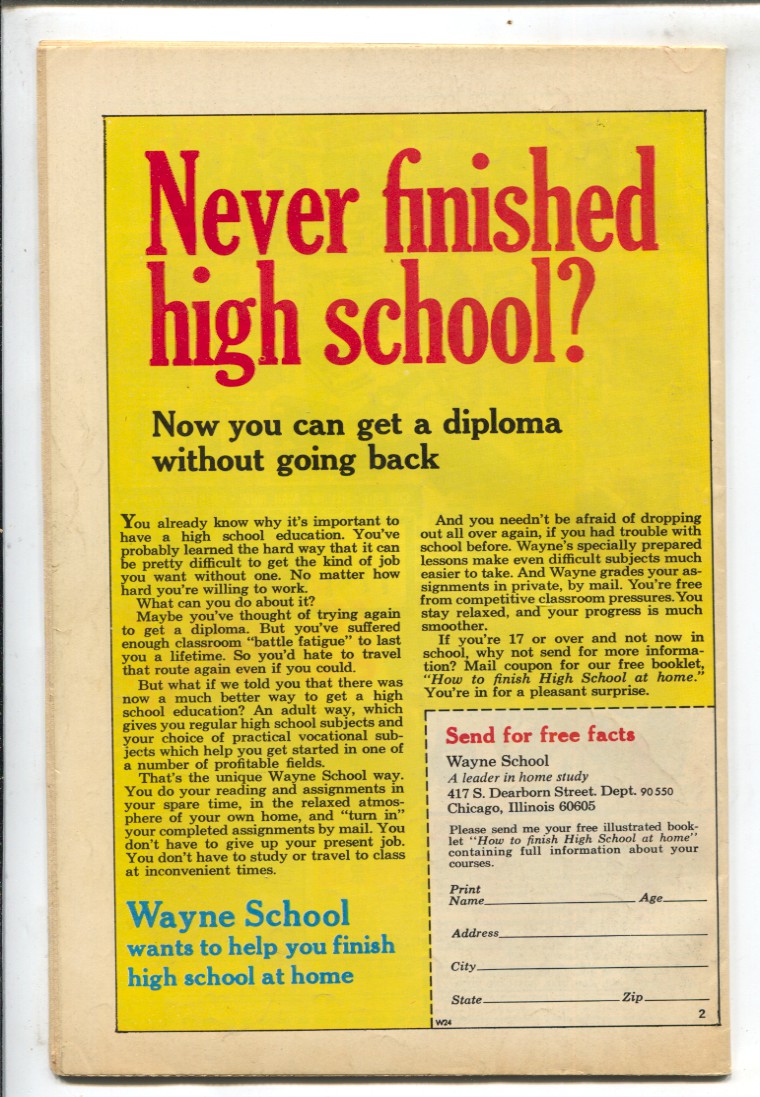 Never finished
high school?
Now you can get a diploma
without going back
You already know why it's important to
have a high school education. You've
probably learned the hard way that it can
be pretty difficult to get the kind of job
you want without one. No matter how
hard you're willing to work.
What can you do about it?
Maybe you've thought of trying again
to get a diploma. But you've suffered
enough classroom "battle fatigue" to last
you a lifetime. So you'd hate to travel
that route again even if you could.
But what if we told you that there was
now a much better way to get a high
school education? An adult way, which
gives you regular high school subjects and
your choice of practical vocational sub-
jects which help you get started in one of
a number of profitable fields.
That's the unique Wayne School way.
You do your reading and assignments in
your spare time, in the relaxed atmos-
phere of your own home, and "turn in"
your completed assignments by mail. You
don't have to give up your present job.
You don't have to study or travel to class
at inconvenient times.
Wayne School
wants to help you finish
high school at home
And you needn't be afraid of dropping
out all over again, if you had trouble with
school before. Wayne's specially prepared
lessons make even difficult subjects much
easier to take. And Wayne grades your as-
signments in private, by mail. You're free
from competitive classroom pressures. You
stay relaxed, and your progress is much
smoother.
If you're 17 or over and not now in
school, why not send for more informa-
tion? Mail coupon for our free booklet,
"How to finish High School at home."
You're in for a pleasant surprise.
Send for free facts
Wayne School
A leader in home study
417 S. Dearborn Street. Dept. 90550
Chicago, Illinois 60605
Please send me your free illustrated book-
let "How to finish High School at home"
containing full information about your
courses.
Print
Name Age
Address
City
State Zip
2
W24